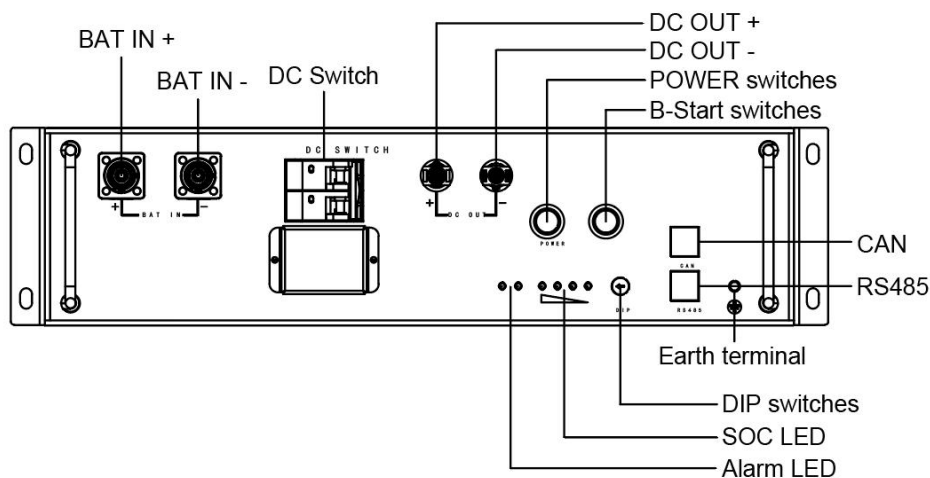 DC OUT +
DC OUT -
BAT IN +
BAT IN -
DC Switch
POWER switches
B-Start switches
DC SWITCH
+ BAT IN -
+ DC OUT -
POWER
CAN
CAN
RS485
DIP
RS485
Earth terminal
DIP switches
SOC LED
Alarm LED